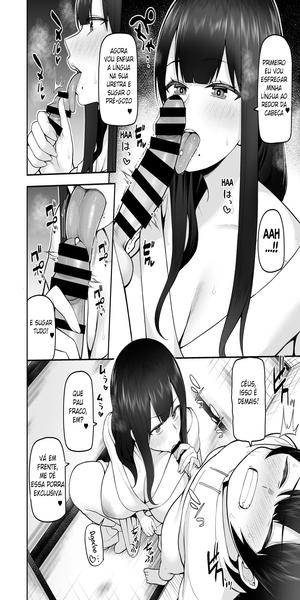 PRIMEIRO
EU VOU
ESFREGAR
MINHA
LÍNGUA AO
REDOR DA
CABEÇA
♥
AGORA
VOU ENFIAR
A LÍNGUA
NA SUA
URETRA E
SUGAR O
PRÉ-GOZO
♥
HAA
HAA
AAH
...!!
E SUGAR
TUDO!
♥
CÉUS,
ISSO É
DEMAIS!
QUE
PAU
FRACO,
EM?
♥
VÁ EM
FRENTE,
ME DÊ
ESSA PORRA
EXCLUSIVA
♥